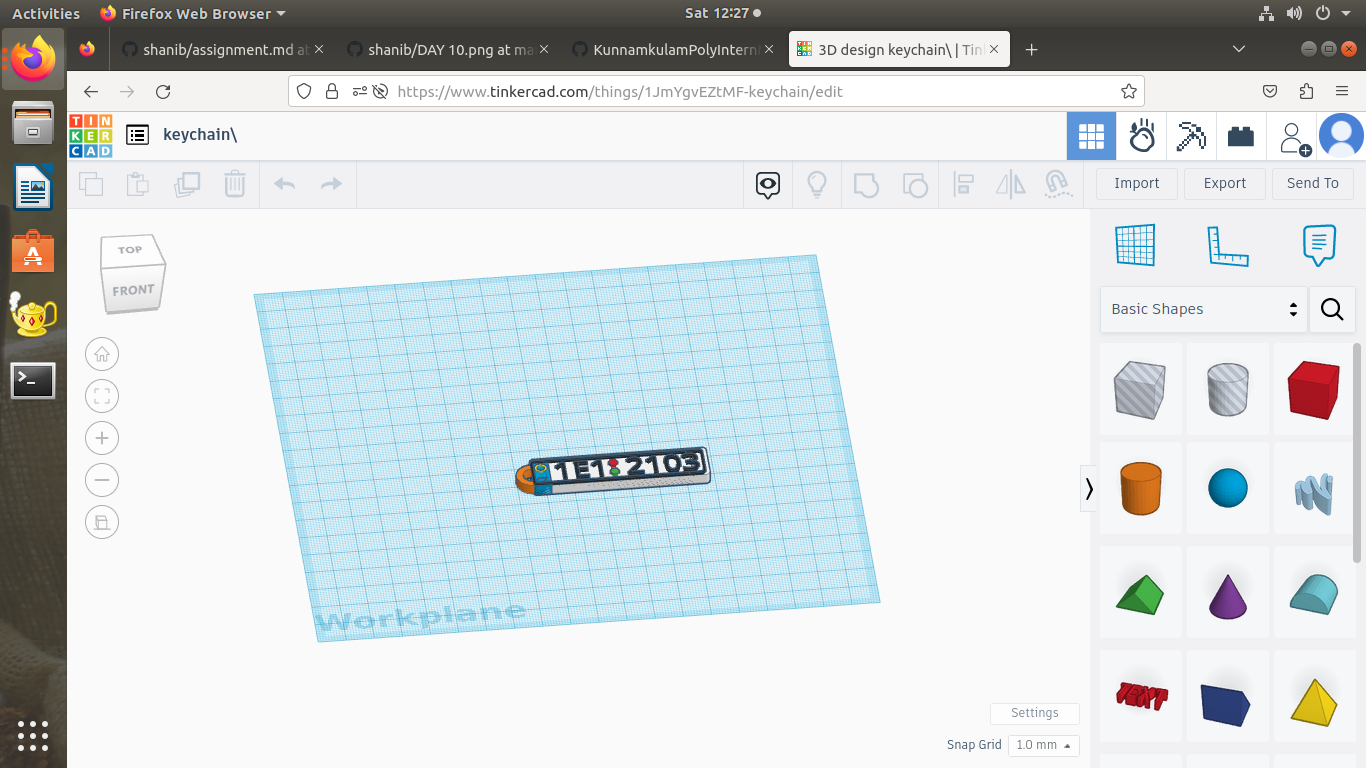 Activities
Firefox Web Browser
Sat 12:27
shanib/assignment.md at
shanib/DAY 10.png at ma
KunnamkulamPolyIntern
3D design keychain\ | Tin
https://www.tinkercad.com/things/1JmYgvEZtMF-keychain/edit
TIN
KER
CAD
keychain\
Import
Export
Send To
TOP
FRONT
Basic Shapes
1E1:2103
Workplane
TEXT
Settings
Snap Grid
1.0 mm